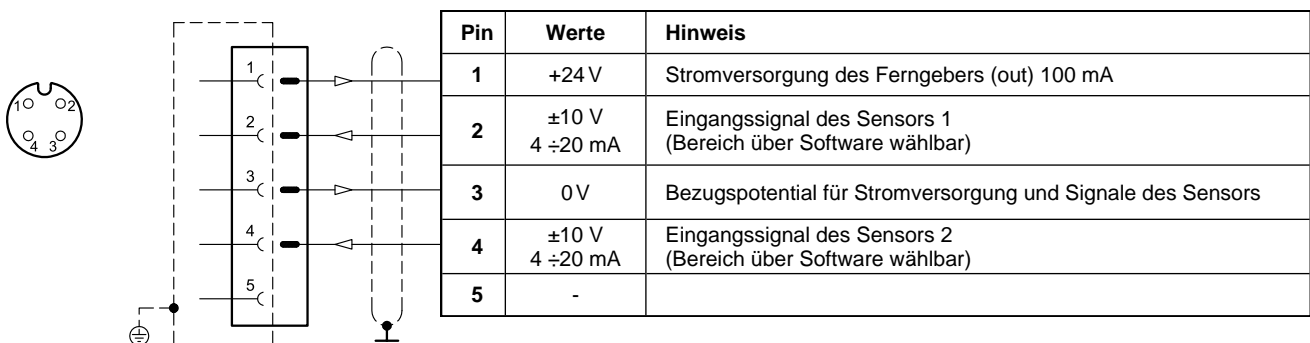 1 2
4 3
1
2
3
4
5
Pin Werte Hinweis
1 +24 V Stromversorgung des Ferngebers (out) 100 mA
2 ±10 V
4 ÷20 mA Eingangssignal des Sensors 1
(Bereich über Software wählbar)
3 0 V Bezugspotential für Stromversorgung und Signale des Sensors
4 ±10 V
4 ÷20 mA Eingangssignal des Sensors 2
(Bereich über Software wählbar)
5 -